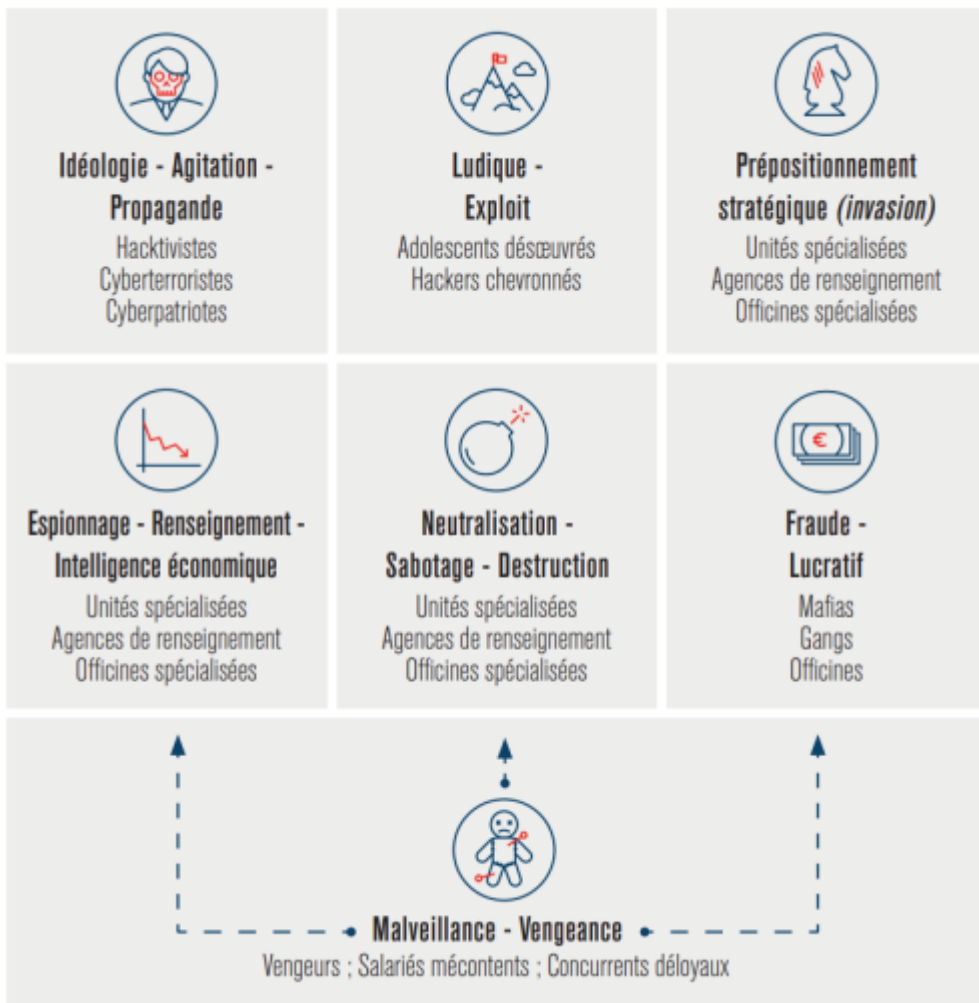 Idéologie - Agitation -
Propagande
Hacktivistes
Cyberterroristes
Cyberpatriotes
Ludique -
Exploit
Adolescents désœuvrés
Hackers chevronnés
Prépositionnement
stratégique (invasion)
Unités spécialisées
Agences de renseignement
Officines spécialisées
Espionnage - Renseignement -
Intelligence économique
Unités spécialisées
Agences de renseignement
Officines spécialisées
Neutralisation -
Sabotage - Destruction
Unités spécialisées
Agences de renseignement
Officines spécialisées
€
Fraude -
Lucratif
Mafias
Gangs
Officines
Malveillance - Vengeance
Vengeurs ; Salariés mécontents ; Concurrents déloyaux